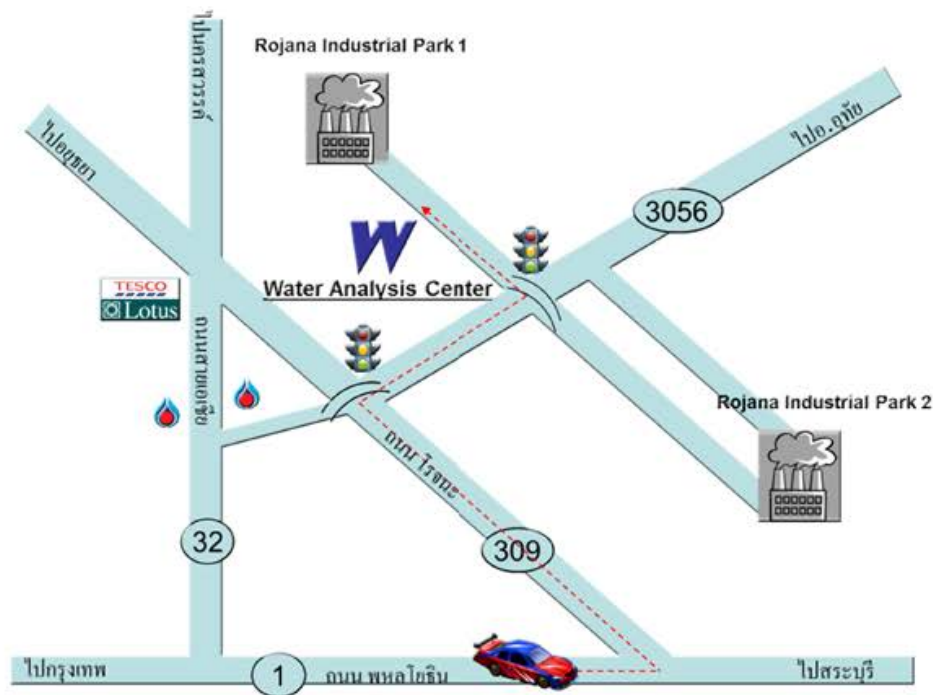 ไปนครสวรรค์
Rojana Industrial Park 1
ไปอยุธยา
ไปอ.อุทัย
3056
W
Water Analysis Center
TESCO
Lotus
ถนนสายเอเชีย
Rojana Industrial Park 2
ถนน โรจนะ
32
309
ไปกรุงเทพ
1
ถนน พหลโยธิน
ไปสระบุรี